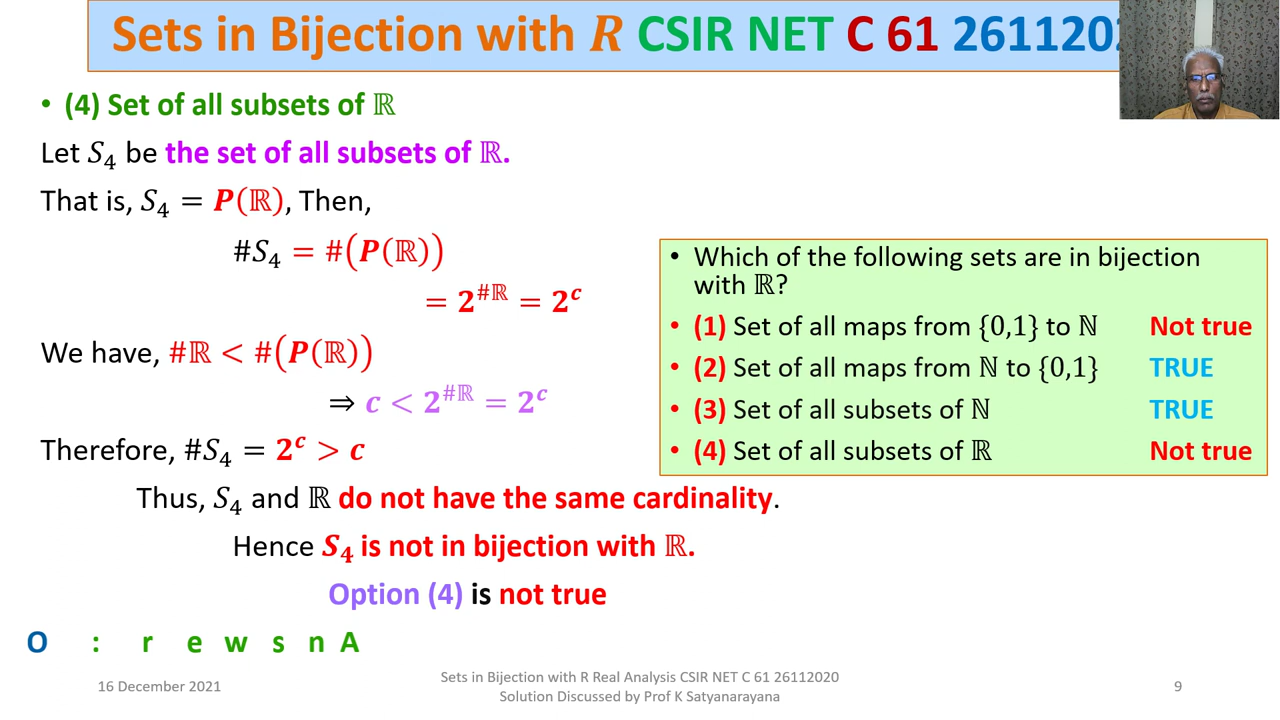 Sets in Bijection with R CSIR NET C 61 261120
• (4) Set of all subsets of ℝ
Let S₄ be the set of all subsets of ℝ.
That is, S₄ = P(ℝ), Then,
#S₄ = #(P(ℝ))
= 2^#ℝ = 2^c
We have, #ℝ < #(P(ℝ))
⇒ c < 2^#ℝ = 2^c
Therefore, #S₄ = 2^c > c
Thus, S₄ and ℝ do not have the same cardinality.
Hence S₄ is not in bijection with ℝ.
Option (4) is not true
O : r e w s n A
• Which of the following sets are in bijection
with ℝ?
• (1) Set of all maps from {0,1} to ℕ Not true
• (2) Set of all maps from ℕ to {0,1} TRUE
• (3) Set of all subsets of ℕ TRUE
• (4) Set of all subsets of ℝ Not true
16 December 2021
Sets in Bijection with R Real Analysis CSIR NET C 61 26112020
Solution Discussed by Prof K Satyanarayana
9